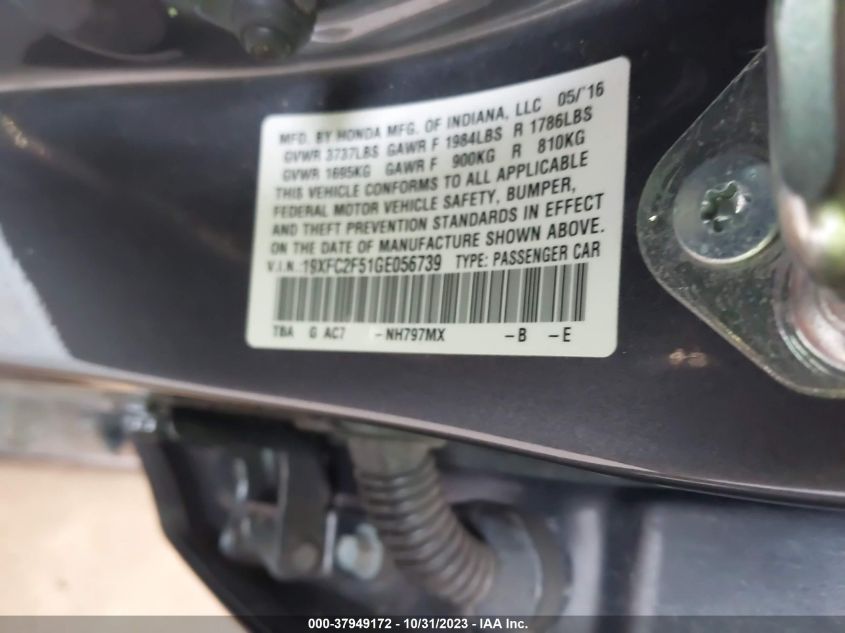 MFD. BY HONDA MFG. OF INDIANA, LLC 05/'16
GVWR 3737LBS GAWR F 1984LBS R 1786LBS
GVWR 1695KG GAWR F 900KG R 810KG
THIS VEHICLE CONFORMS TO ALL APPLICABLE
FEDERAL MOTOR VEHICLE SAFETY, BUMPER,
AND THEFT PREVENTION STANDARDS IN EFFECT
ON THE DATE OF MANUFACTURE SHOWN ABOVE.
V.I.N. 19XFC2F51GE056739 TYPE: PASSENGER CAR
TBA G AC7 -NH797MX -B -E
000-37949172 - 10/31/2023 - IAA Inc.